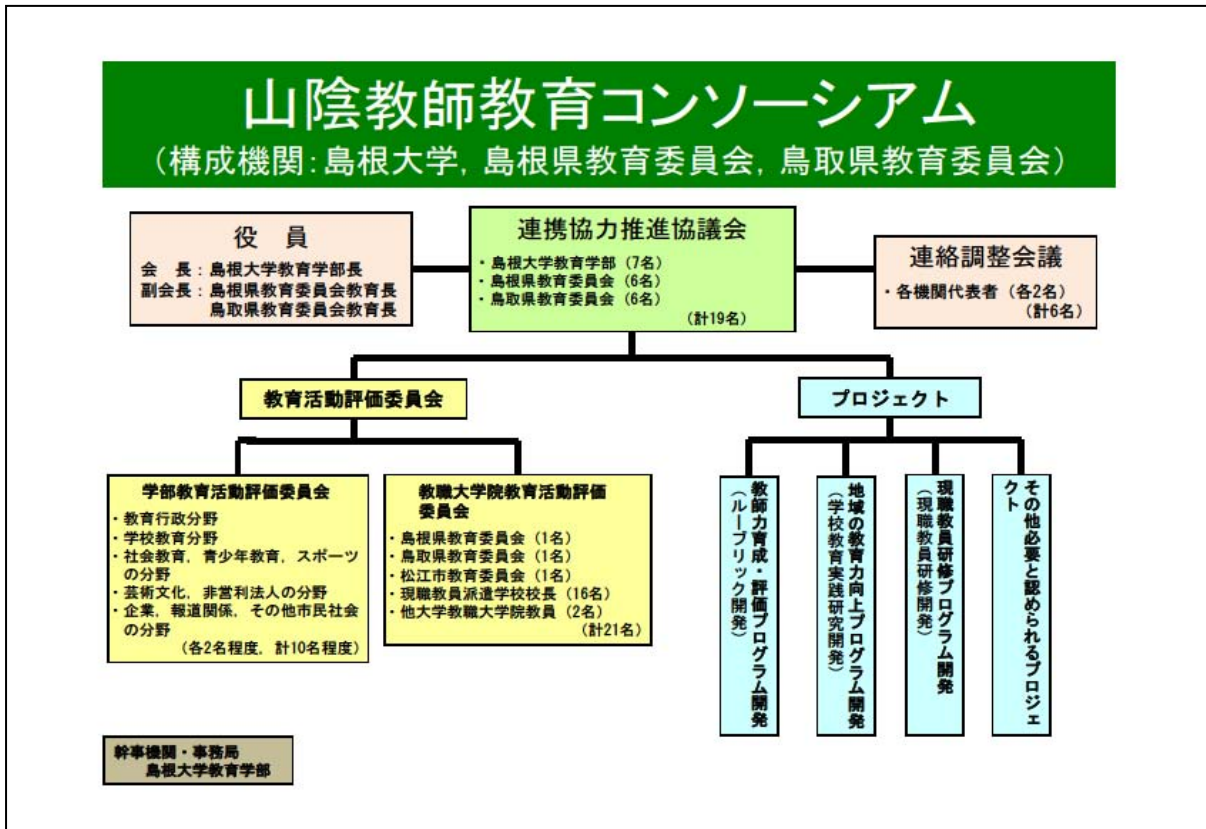 山陰教師教育コンソーシアム
（構成機関：島根大学，島根県教育委員会，鳥取県教育委員会）
役　員
会　長：島根大学教育学部長
副会長：島根県教育委員会教育長
鳥取県教育委員会教育長
連携協力推進協議会
・島根大学教育学部（7名）
・島根県教育委員会（6名）
・鳥取県教育委員会（6名）
（計19名）
連絡調整会議
・各機関代表者（各2名）
（計6名）
教育活動評価委員会
プロジェクト
学部教育活動評価委員会
・教育行政分野
・学校教育分野
・社会教育，青少年教育，スポーツ
の分野
・芸術文化，非営利法人の分野
・企業，報道関係，その他市民社会
の分野
（各2名程度，計10名程度）
教職大学院教育活動評価
委員会
・島根県教育委員会（1名）
・鳥取県教育委員会（1名）
・松江市教育委員会（1名）
・現職教員派遣学校校長（16名）
・他大学教職大学院教員（2名）
（計21名）
教師力育成・評価プログラム開発
（ルーブリック開発）
地域の教育力向上プログラム開発
（学校教育実践研究開発）
現職教員研修プログラム開発
（現職教員研修開発）
その他必要と認められるプロジェ
クト
幹事機関・事務局
島根大学教育学部